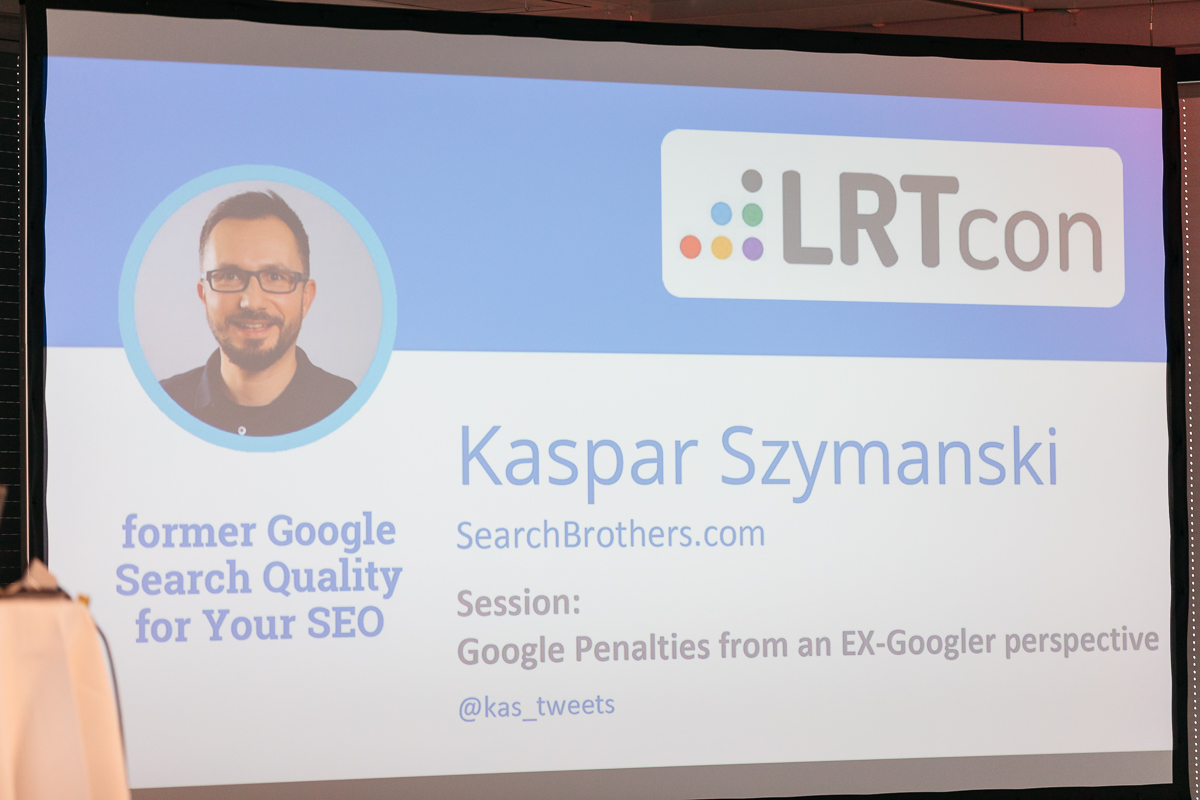 LRTcon
former Google
Search Quality
for Your SEO
Kaspar Szymanski
SearchBrothers.com
Session:
Google Penalties from an EX-Googler perspective
@kas_tweets